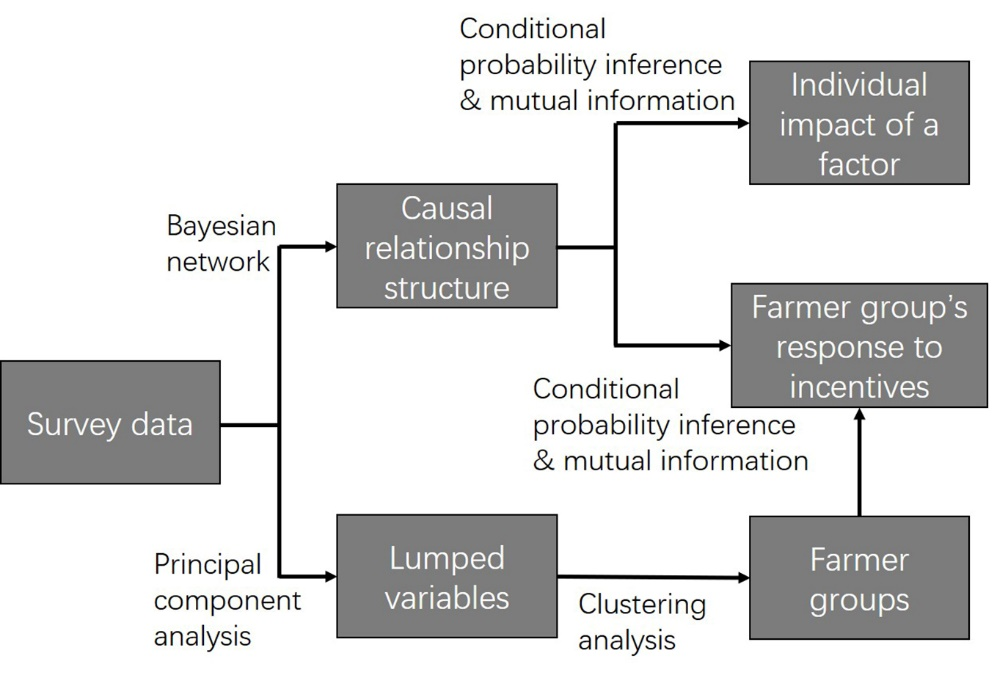 Conditional
probability inference
& mutual information
Individual
impact of a
factor
Bayesian
network
Causal
relationship
structure
Farmer group’s
response to
incentives
Survey data
Conditional
probability inference
& mutual information
Principal
component
analysis
Lumped
variables
Clustering
analysis
Farmer
groups